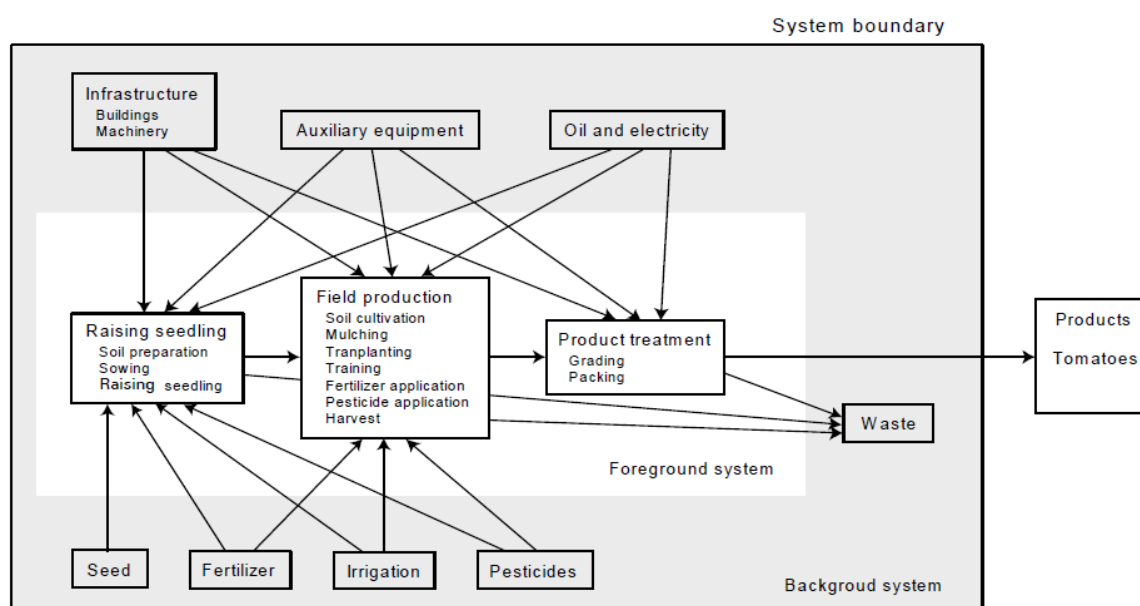 System boundary
Infrastructure
Buildings
Machinery
Auxiliary equipment
Oil and electricity
Raising seedling
Soil preparation
Sowing
Raising seedling
Field production
Soil cultivation
Mulching
Tranplanting
Training
Fertilizer application
Pesticide application
Harvest
Product treatment
Grading
Packing
Products
Tomatoes
Waste
Foreground system
Seed
Fertilizer
Irrigation
Pesticides
Backgroud system